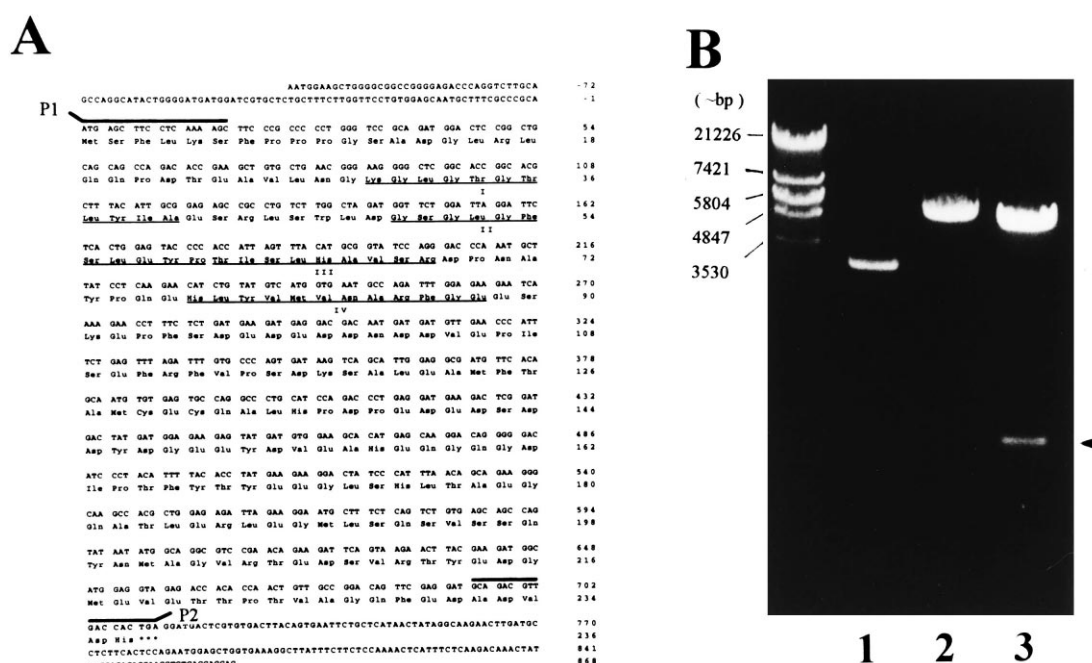 A
AATGGAAGCTGGGGCGGCCGGGGAGACCCAGGTCTTGCA -72
P1
GCCAGGCATACTGGGGATGATGGATCGTGCTCTGCTTTCTTGGTTCCTGTGGAGCAATGCTTTCGCCCGCA -1
ATG AGC TTC CTC AAA AGC TTC CCG CCC CCT GGG TCC GCA GAT GGA CTC CGG CTG 54
Met Ser Phe Leu Lys Ser Phe Pro Pro Pro Gly Ser Ala Asp Gly Leu Arg Leu 18
CAG CAG CCA GAC ACC GAA GCT GTG CTG AAC GGG AAG GGG CTC GGC ACC GGC ACG 108
Gln Gln Pro Asp Thr Glu Ala Val Leu Asn Gly Lys Gly Leu Gly Thr Gly Thr 36
I
CTT TAC ATT GCG GAG AGC CGC CTG TCT TGG CTA GAT GGT TCT GGA TTA GGA TTC 162
Leu Tyr Ile Ala Glu Ser Arg Leu Ser Trp Leu Asp Gly Ser Gly Leu Gly Phe 54
II
TCA CTG GAG TAC CCC ACC ATT AGT TTA CAT GCG GTA TCC AGG GAC CCA AAT GCT 216
Ser Leu Glu Tyr Pro Thr Ile Ser Leu His Ala Val Ser Arg Asp Pro Asn Ala 72
III
TAT CCT CAA GAA CAT CTG TAT GTC ATG GTG AAT GCC AGA TTT GGA GAA GAA TCA 270
Tyr Pro Gln Glu His Leu Tyr Val Met Val Asn Ala Arg Phe Gly Glu Glu Ser 90
IV
AAA GAA CCT TTC TCT GAT GAA GAT GAG GAC GAC AAT GAT GAT GTT GAA CCC ATT 324
Lys Glu Pro Phe Ser Asp Glu Asp Glu Asp Asp Asn Asp Asp Val Glu Pro Ile 108
TCT GAG TTT AGA TTT GTG CCC AGT GAT AAG TCA GCA TTG GAG GCG ATG TTC ACA 378
Ser Glu Phe Arg Phe Val Pro Ser Asp Lys Ser Ala Leu Glu Ala Met Phe Thr 126
GCA ATG TGT GAG TGC CAG GCC CTG CAT CCA GAC CCT GAG GAT GAA GAC TCG GAT 432
Ala Met Cys Glu Cys Gln Ala Leu His Pro Asp Pro Glu Asp Glu Asp Ser Asp 144
GAC TAT GAT GGA GAA GAG TAT GAT GTG GAA GCA CAT GAG CAA GGA CAG GGG GAC 486
Asp Tyr Asp Gly Glu Glu Tyr Asp Val Glu Ala His Glu Gln Gly Gln Gly Asp 162
ATC CCT ACA TTT TAC ACC TAT GAA GAA GGA CTA TCC CAT TTA ACA GCA GAA GGG 540
Ile Pro Thr Phe Tyr Thr Tyr Glu Glu Gly Leu Ser His Leu Thr Ala Glu Gly 180
CAA GCC ACG CTG GAG AGA TTA GAA GGA ATG CTT TCT CAG TCT GTG AGC AGC CAG 594
Gln Ala Thr Leu Glu Arg Leu Glu Gly Met Leu Ser Gln Ser Val Ser Ser Gln 198
TAT AAT ATG GCA GGC GTC CGA ACA GAA GAT TCA GTA AGA ACT TAC GAA GAT GGC 648
Tyr Asn Met Ala Gly Val Arg Thr Glu Asp Ser Val Arg Thr Tyr Glu Asp Gly 216
ATG GAG GTA GAG ACC ACA CCA ACT GTT GCC GGA CAG TTC GAG GAT GCA GAC GTT 702
Met Glu Val Glu Thr Thr Pro Thr Val Ala Gly Gln Phe Glu Asp Ala Asp Val 234
P2
GAC CAC TGA GGATGACTCGTGTGACTTACAGTGAATTCTGCTCATAACTATAGGCAAGAACTTGATGC 770
Asp His *** 236
CTCTTCACTCCAGAATGGAGCTGGTGAAAGGCTTATTTCTTCTCCAAAACTCATTTCTCAAGACAAACTAT 841
868
B
(~bp)
21226
7421
5804
4847
3530
1 2 3